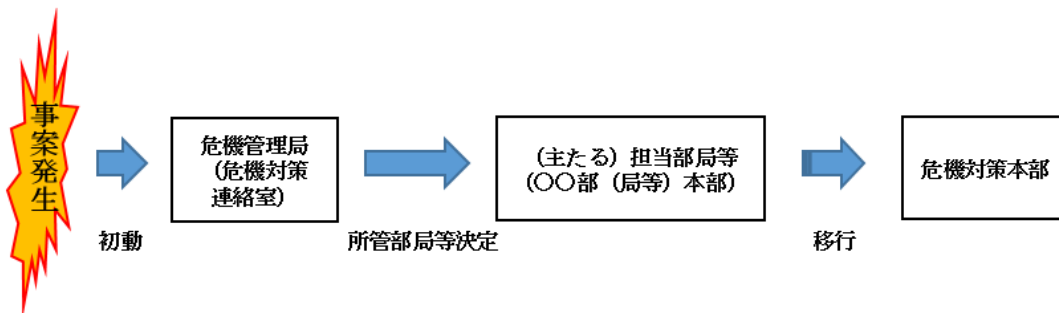 事案発生
初動
危機管理局
(危機対策
連絡室)
所管部局等決定
(主たる)担当部局等
(〇〇部(局等)本部)
移行
危機対策本部